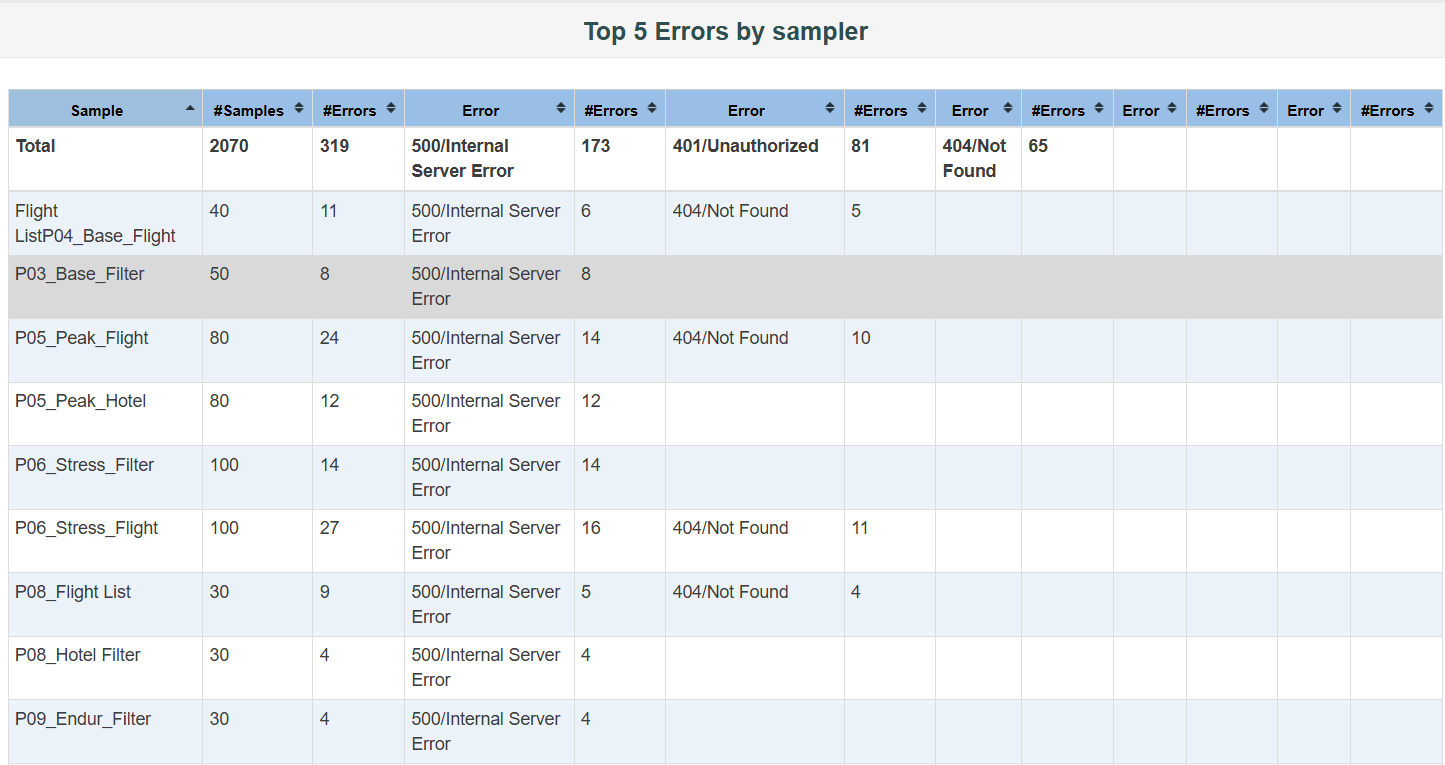 Top 5 Errors by sampler
Sample #Samples #Errors Error #Errors Error #Errors Error #Errors Error #Errors Error #Errors
Total 2070 319 500/Internal 173 401/Unauthorized 81 404/Not 65
Server Error Found
Flight 40 11 500/Internal Server 6 404/Not Found 5
ListP04_Base_Flight Error
P03_Base_Filter 50 8 500/Internal Server 8
Error
P05_Peak_Flight 80 24 500/Internal Server 14 404/Not Found 10
Error
P05_Peak_Hotel 80 12 500/Internal Server 12
Error
P06_Stress_Filter 100 14 500/Internal Server 14
Error
P06_Stress_Flight 100 27 500/Internal Server 16 404/Not Found 11
Error
P08_Flight List 30 9 500/Internal Server 5 404/Not Found 4
Error
P08_Hotel Filter 30 4 500/Internal Server 4
Error
P09_Endur_Filter 30 4 500/Internal Server 4
Error